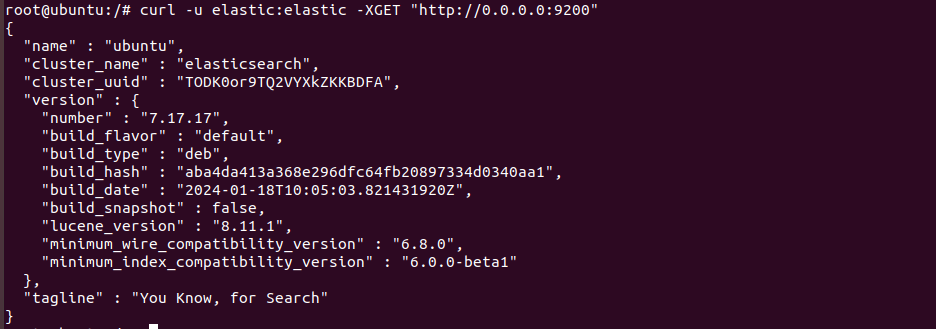 root@ubuntu:/# curl -u elastic:elastic -XGET "http://0.0.0.0:9200"
{
  "name" : "ubuntu",
  "cluster_name" : "elasticsearch",
  "cluster_uuid" : "TODK0or9TQ2VYXkZKKBDFA",
  "version" : {
    "number" : "7.17.17",
    "build_flavor" : "default",
    "build_type" : "deb",
    "build_hash" : "aba4da413a368e296dfc64fb20897334d0340aa1",
    "build_date" : "2024-01-18T10:05:03.821431920Z",
    "build_snapshot" : false,
    "lucene_version" : "8.11.1",
    "minimum_wire_compatibility_version" : "6.8.0",
    "minimum_index_compatibility_version" : "6.0.0-beta1"
  },
  "tagline" : "You Know, for Search"
}